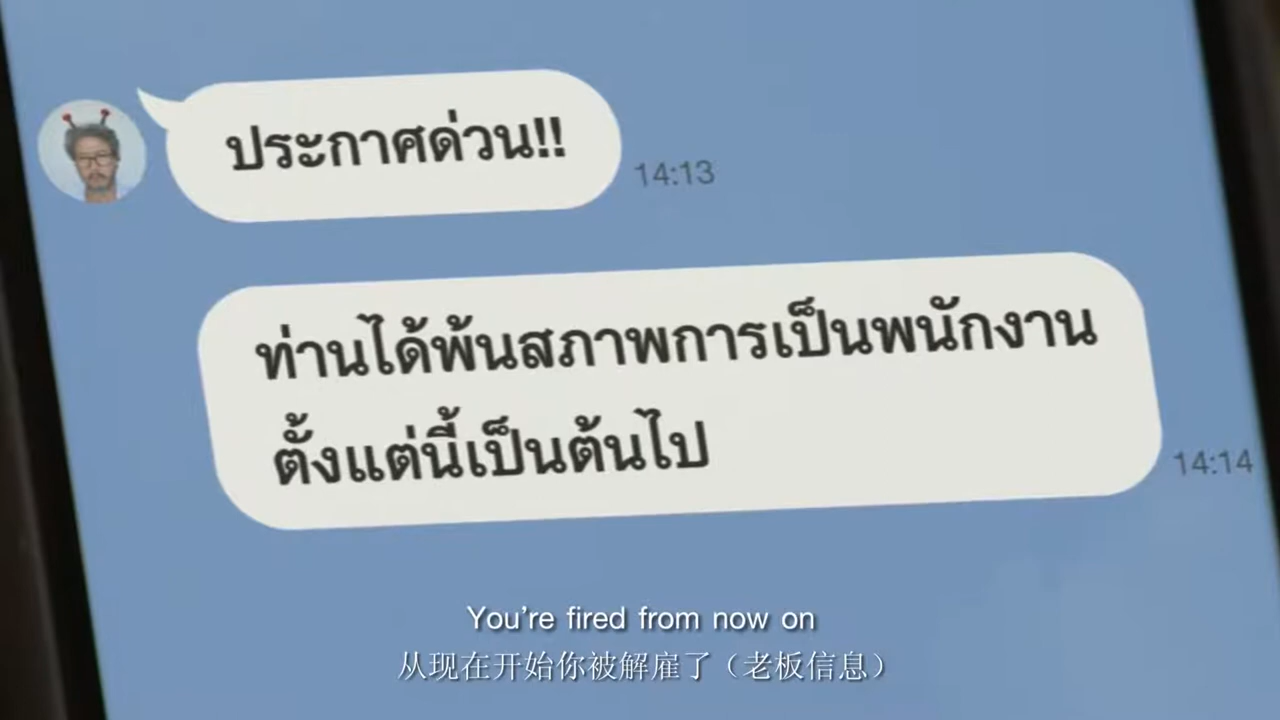 ประกาศด่วน!!
14:13
ท่านได้พ้นสภาพการเป็นพนักงาน
ตั้งแต่นี้เป็นต้นไป
14:14
You're fired from now on
从现在开始你被解雇了（老板信息）